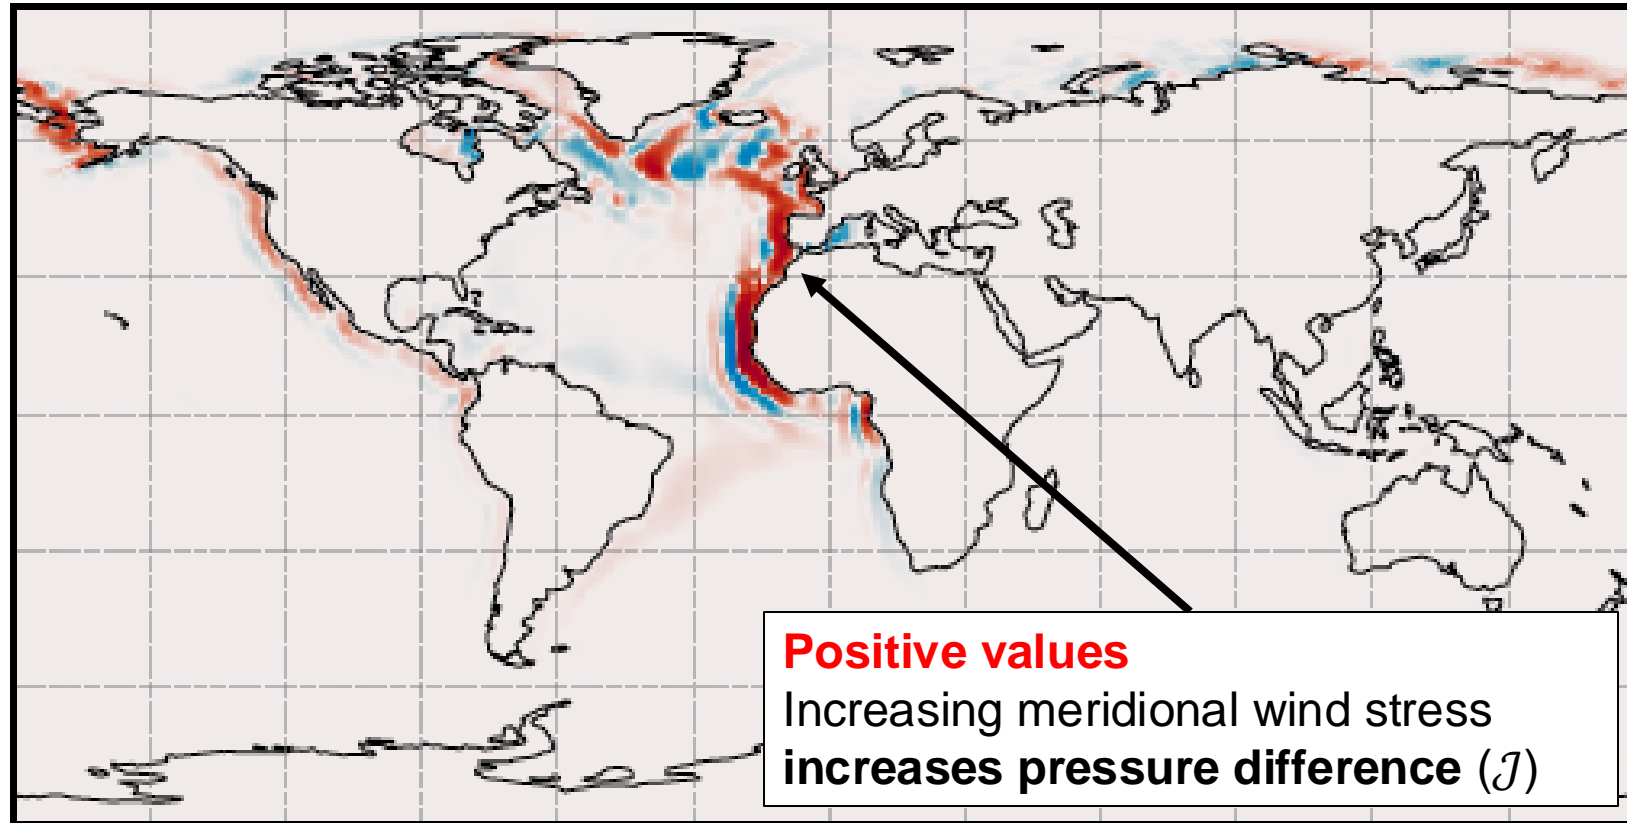 Positive values
Increasing meridional wind stress
increases pressure difference (𝒥)